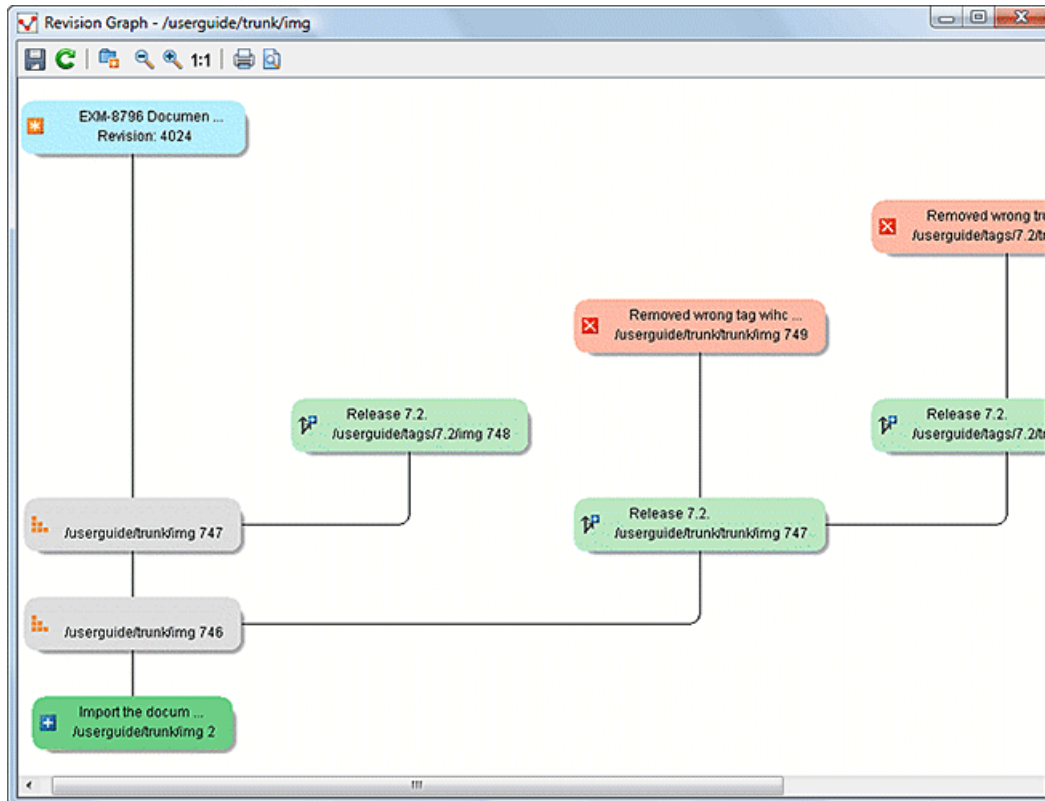 Revision Graph - /userguide/trunk/img
1:1
EXM-8796 Documen ...
Revision: 4024
Removed wrong tr
/userguide/tags/7.2/tr
Removed wrong tag wihc ...
/userguide/trunk/trunk/img 749
Release 7.2.
/userguide/tags/7.2/img 748
Release 7.2.
/userguide/tags/7.2/tr
/userguide/trunk/img 747
Release 7.2.
/userguide/trunk/trunk/img 747
/userguide/trunk/img 746
Import the docum ...
/userguide/trunk/img 2